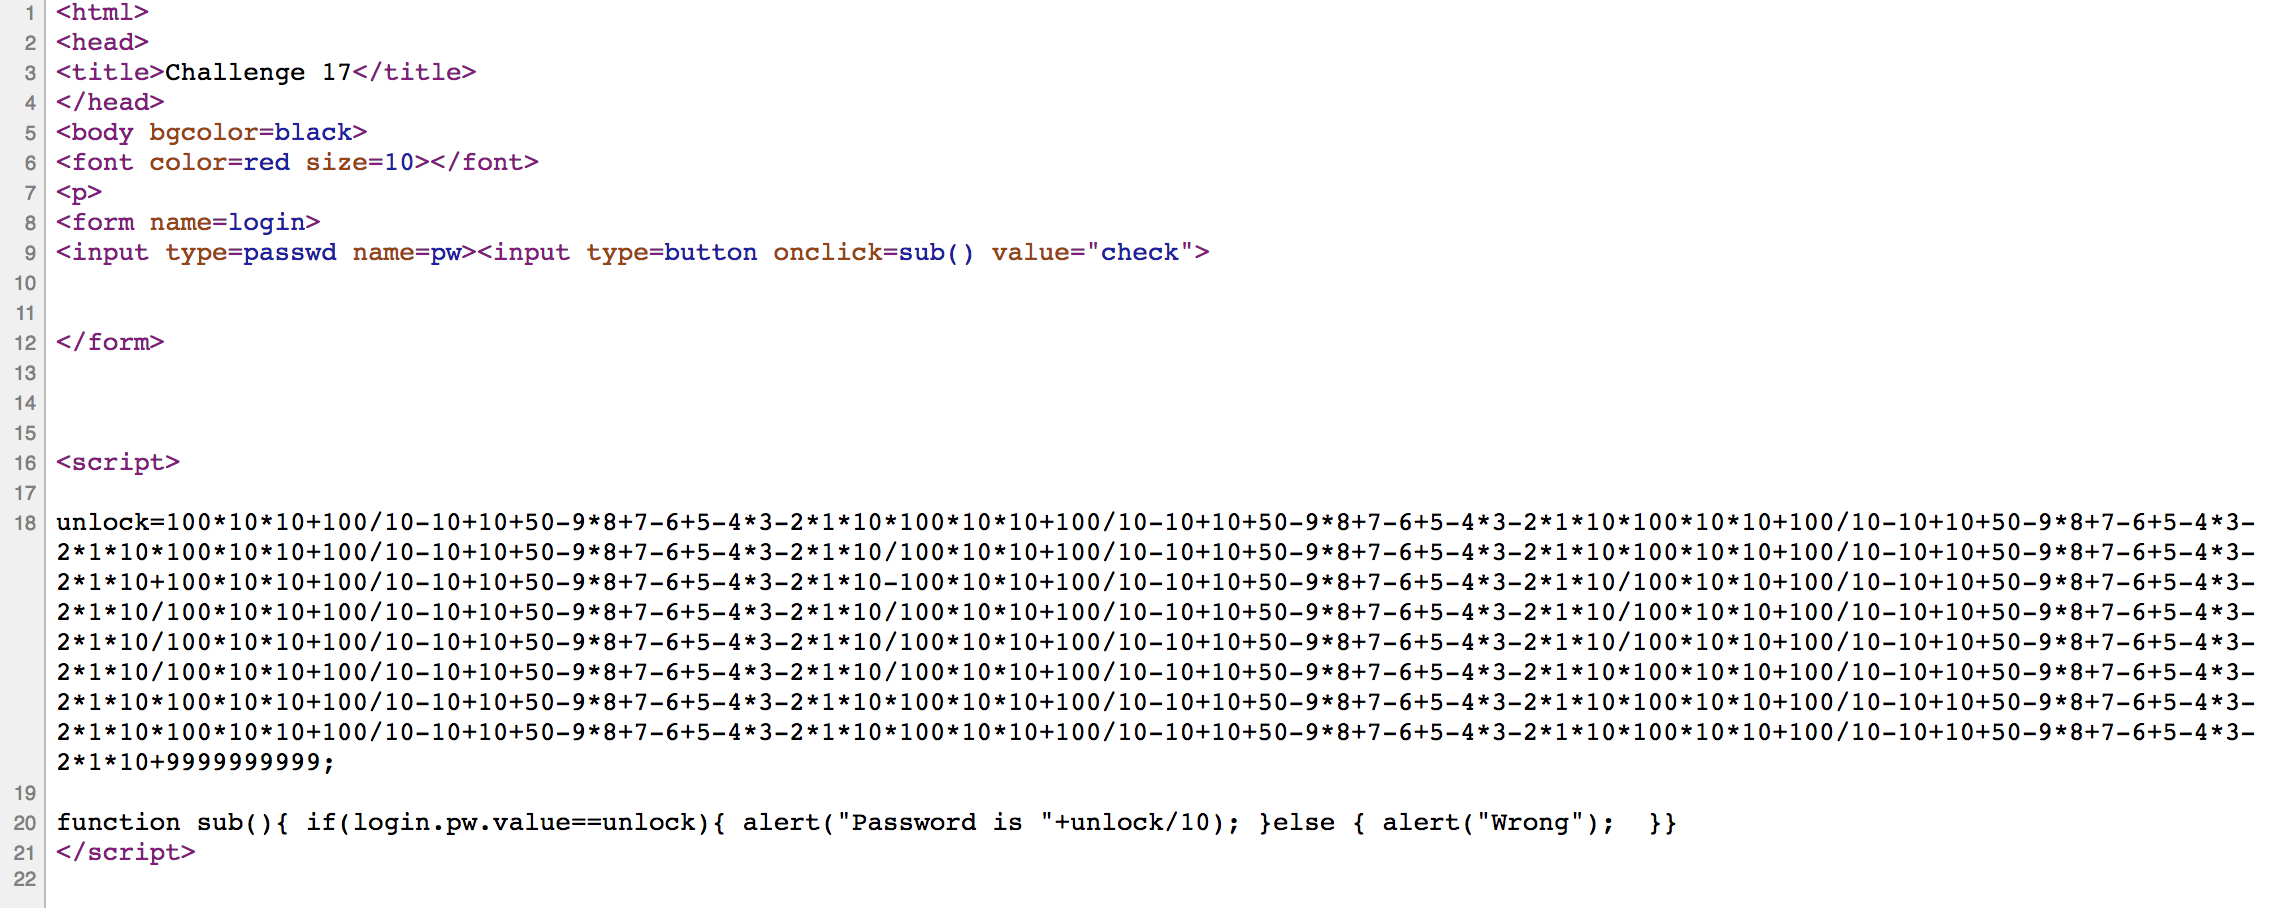 1 <html>
2 <head>
3 <title>Challenge 17</title>
4 </head>
5 <body bgcolor=black>
6 <font color=red size=10></font>
7 <p>
8 <form name=login>
9 <input type=passwd name=pw><input type=button onclick=sub() value="check">
10
11
12 </form>
13
14
15
16 <script>
17
18 unlock=100*10*10+100/10-10+10+50-9*8+7-6+5-4*3-2*1*10*100*10*10+100/10-10+10+50-9*8+7-6+5-4*3-2*1*10*100*10*10+100/10-10+10+50-9*8+7-6+5-4*3-
2*1*10*100*10*10+100/10-10+10+50-9*8+7-6+5-4*3-2*1*10/100*10*10+100/10-10+10+50-9*8+7-6+5-4*3-2*1*10*100*10*10+100/10-10+10+50-9*8+7-6+5-4*3-
2*1*10+100*10*10+100/10-10+10+50-9*8+7-6+5-4*3-2*1*10-100*10*10+100/10-10+10+50-9*8+7-6+5-4*3-2*1*10/100*10*10+100/10-10+10+50-9*8+7-6+5-4*3-
2*1*10/100*10*10+100/10-10+10+50-9*8+7-6+5-4*3-2*1*10/100*10*10+100/10-10+10+50-9*8+7-6+5-4*3-2*1*10/100*10*10+100/10-10+10+50-9*8+7-6+5-4*3-
2*1*10/100*10*10+100/10-10+10+50-9*8+7-6+5-4*3-2*1*10/100*10*10+100/10-10+10+50-9*8+7-6+5-4*3-2*1*10/100*10*10+100/10-10+10+50-9*8+7-6+5-4*3-
2*1*10/100*10*10+100/10-10+10+50-9*8+7-6+5-4*3-2*1*10/100*10*10+100/10-10+10+50-9*8+7-6+5-4*3-2*1*10*100*10*10+100/10-10+10+50-9*8+7-6+5-4*3-
2*1*10*100*10*10+100/10-10+10+50-9*8+7-6+5-4*3-2*1*10*100*10*10+100/10-10+10+50-9*8+7-6+5-4*3-2*1*10*100*10*10+100/10-10+10+50-9*8+7-6+5-4*3-
2*1*10*100*10*10+100/10-10+10+50-9*8+7-6+5-4*3-2*1*10*100*10*10+100/10-10+10+50-9*8+7-6+5-4*3-2*1*10*100*10*10+100/10-10+10+50-9*8+7-6+5-4*3-
2*1*10+9999999999;
19
20 function sub(){ if(login.pw.value==unlock){ alert("Password is "+unlock/10); }else { alert("Wrong");  }}
21 </script>
22